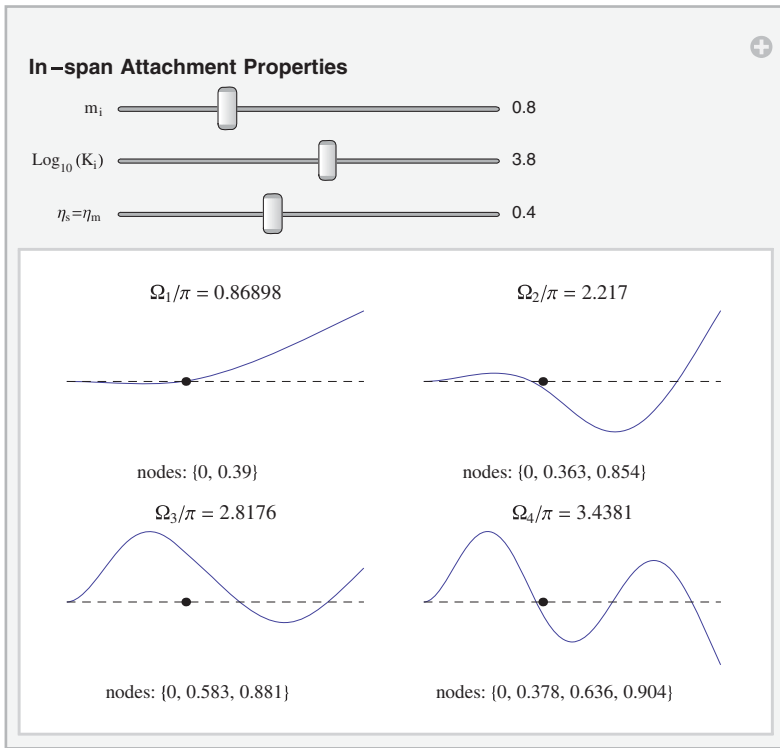 In-span Attachment Properties
mᵢ 0.8
Log₁₀(Kᵢ) 3.8
ηₛ=ηₘ 0.4
Ω₁/π = 0.86898
Ω₂/π = 2.217
nodes: {0, 0.39}
nodes: {0, 0.363, 0.854}
Ω₃/π = 2.8176
Ω₄/π = 3.4381
nodes: {0, 0.583, 0.881}
nodes: {0, 0.378, 0.636, 0.904}